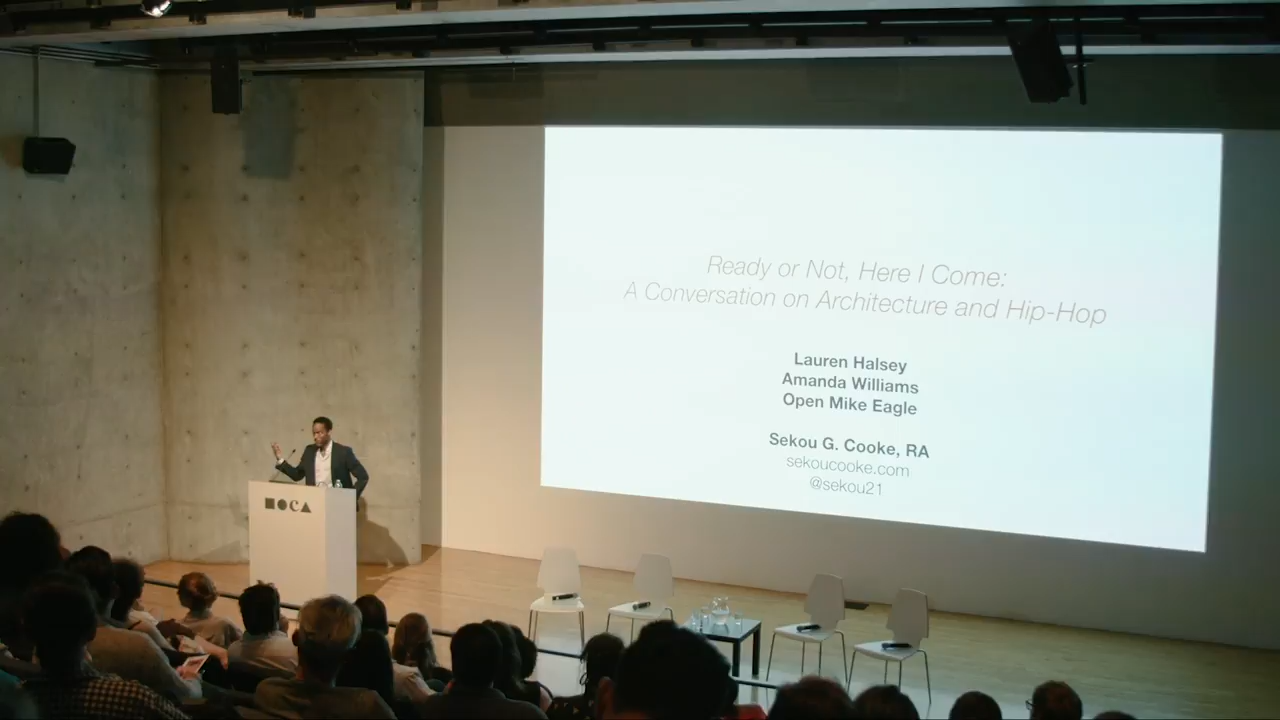 Ready or Not, Here I Come:
A Conversation on Architecture and Hip-Hop
Lauren Halsey
Amanda Williams
Open Mike Eagle
Sekou G. Cooke, RA
sekoucooke.com
@sekou21
MOCA